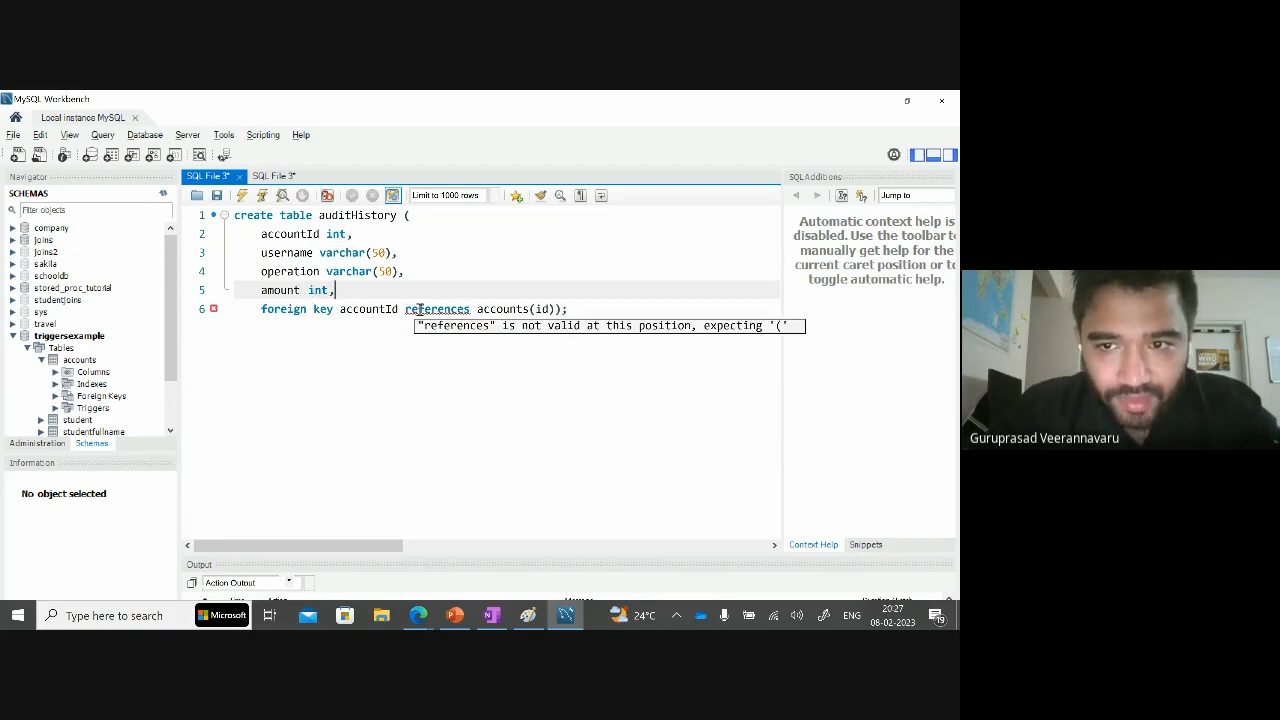 MySQL Workbench
Local instance MySQL
File Edit View Query Database Server Tools Scripting Help
Navigator
SCHEMAS
Filter objects
company
joins
joins2
sakila
schooldb
stored_proc_tutorial
studentjoins
sys
travel
triggersexample
Tables
accounts
Columns
Indexes
Foreign Keys
Triggers
student
studentfullname
Administration Schemas
Information
No object selected
SQL File 3* SQL File 3*
Limit to 1000 rows
1 create table auditHistory (
2 accountId int,
3 username varchar(50),
4 operation varchar(50),
5 amount int,
6 foreign key accountId references accounts(id));
"references" is not valid at this position, expecting '('
Output
Action Output
SQL Additions
Jump to
Automatic context help is
disabled. Use the toolbar to
manually get help for the
current caret position or to
toggle automatic help.
Context Help Snippets
Type here to search
Microsoft
24°C
ENG
20:27
08-02-2023
19
WHO
Guruprasad Veerannavaru